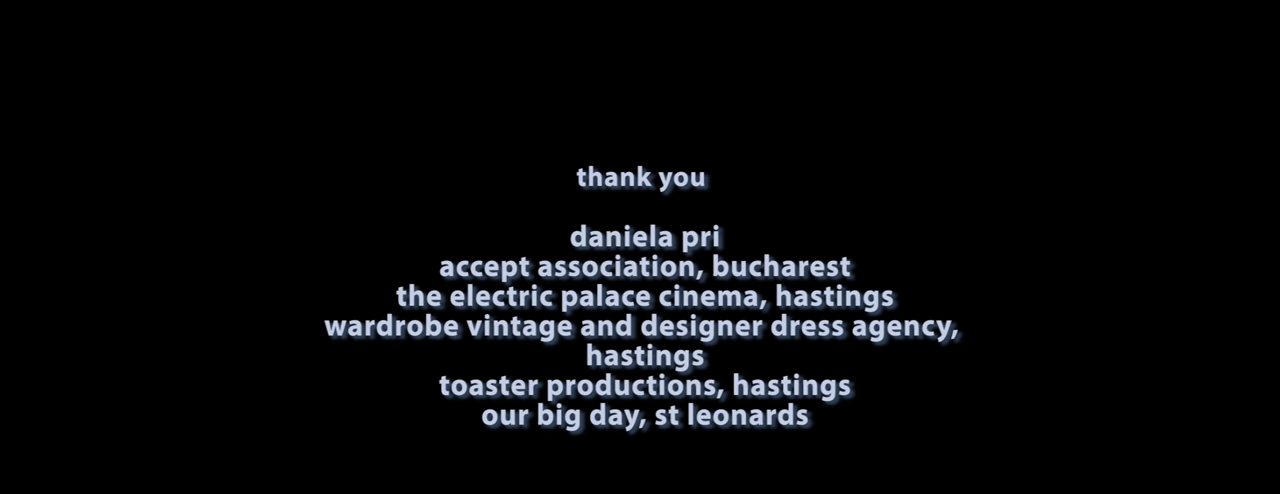 thank you
daniela pri
accept association, bucharest
the electric palace cinema, hastings
wardrobe vintage and designer dress agency,
hastings
toaster productions, hastings
our big day, st leonards